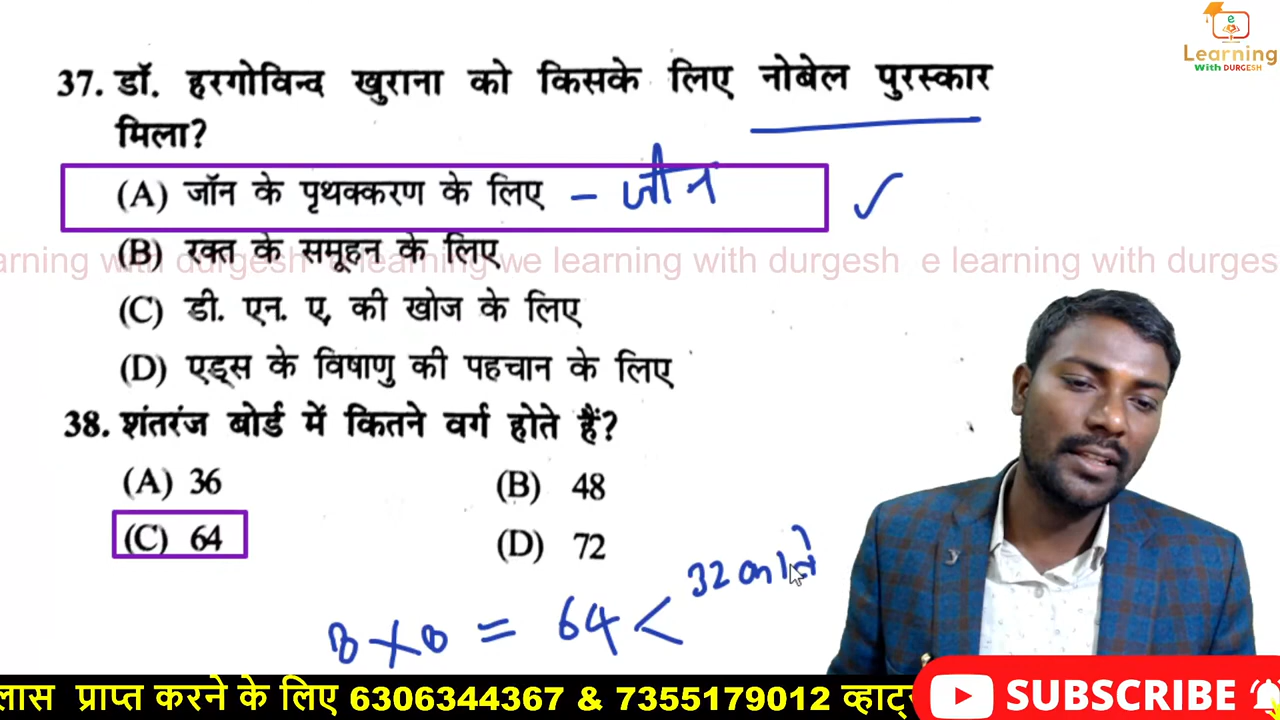 e
Learning
With DURGESH
37. डॉ. हरगोविन्द खुराना को किसके लिए नोबेल पुरस्कार
मिला?
(A) जॉन के पृथक्करण के लिए - जीन
(B) रक्त के समूहन के लिए
arning with durgesh e learning we learning with durgesh e learning with durges
(C) डी. एन. ए. की खोज के लिए
(D) एड्स के विषाणु की पहचान के लिए
38. शंतरंज बोर्ड में कितने वर्ग होते हैं?
(A) 36
(B) 48
(C) 64
(D) 72
8 × 8 = 64 < 32 काले
लास प्राप्त करने के लिए 6306344367 & 7355179012 व्हाट्स
SUBSCRIBE